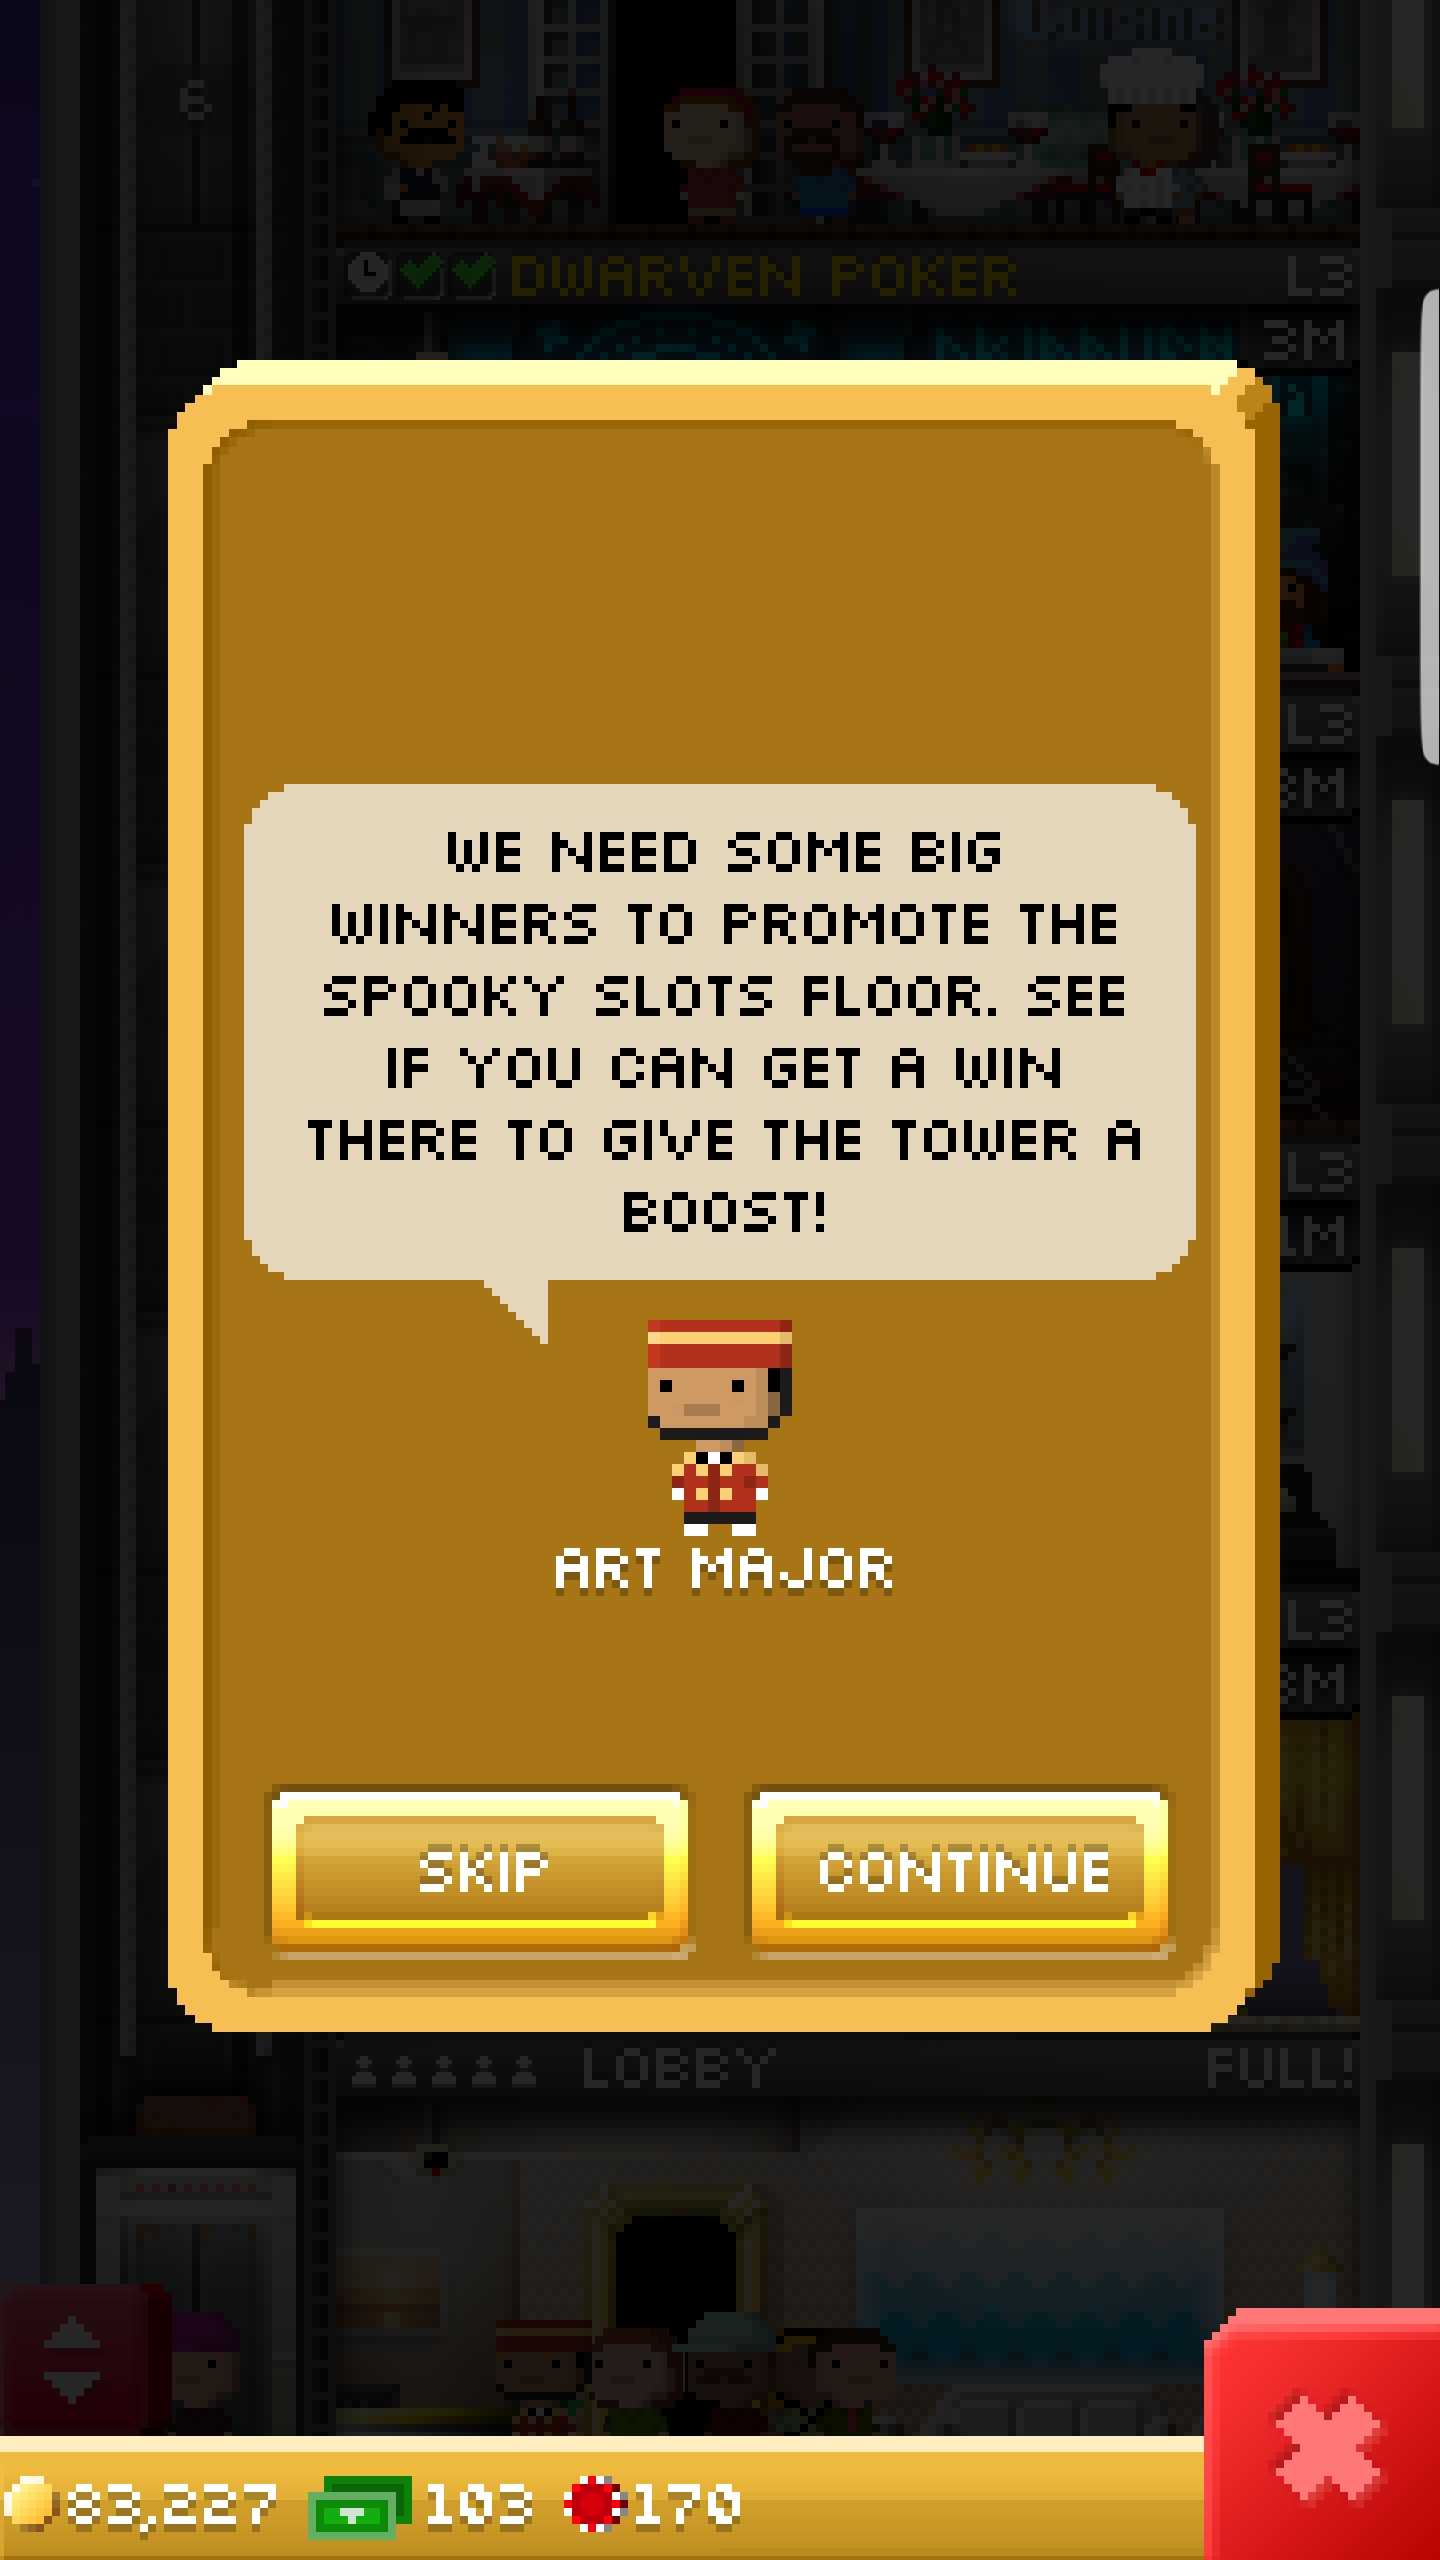 Cuisine
6
DWARVEN POKER L3
3M
L3
3M
WE NEED SOME BIG
WINNERS TO PROMOTE THE
SPOOKY SLOTS FLOOR. SEE
IF YOU CAN GET A WIN
THERE TO GIVE THE TOWER A
BOOST!
L3
1M
ART MAJOR
L3
3M
SKIP CONTINUE
LOBBY FULL!
83,227 103 170